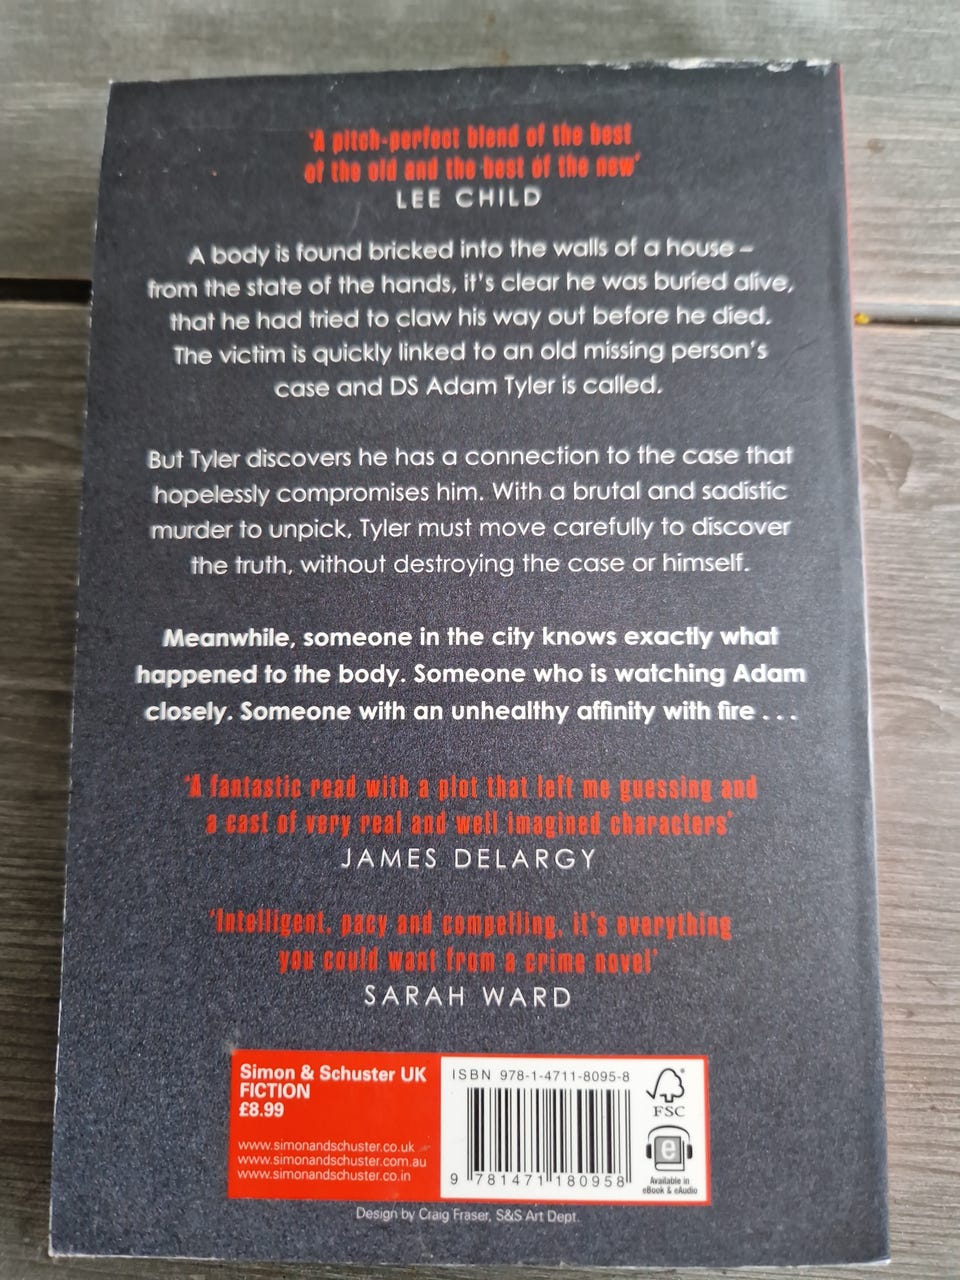 ‘A pitch-perfect blend of the best
of the old and the best of the new’
LEE CHILD
A body is found bricked into the walls of a house –
from the state of the hands, it’s clear he was buried alive,
that he had tried to claw his way out before he died.
The victim is quickly linked to an old missing person’s
case and DS Adam Tyler is called.
But Tyler discovers he has a connection to the case that
hopelessly compromises him. With a brutal and sadistic
murder to unpick, Tyler must move carefully to discover
the truth, without destroying the case or himself.
Meanwhile, someone in the city knows exactly what
happened to the body. Someone who is watching Adam
closely. Someone with an unhealthy affinity with fire . . .
‘A fantastic read with a plot that left me guessing and
a cast of very real and well imagined characters’
JAMES DELARGY
‘Intelligent, pacy and compelling, it’s everything
you could want from a crime novel’
SARAH WARD
Simon & Schuster UK
FICTION
£8.99
www.simonandschuster.co.uk
www.simonandschuster.com.au
www.simonandschuster.co.in
ISBN 978-1-4711-8095-8
9 781471 180958
FSC
e
Available in
eBook & eAudio
Design by Craig Fraser, S&S Art Dept.